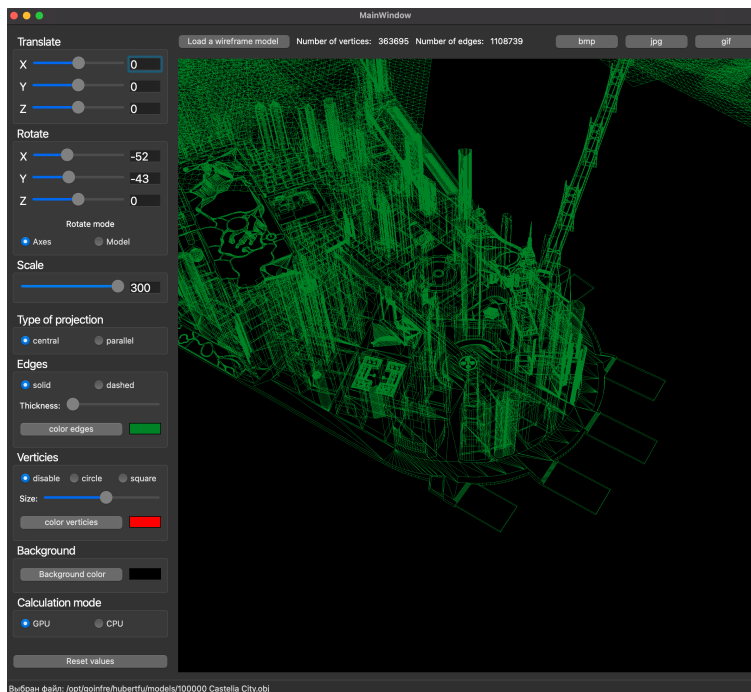 MainWindow
Translate
Load a wireframe model Number of vertices: 363695 Number of edges: 1108739 bmp jpg gif
X 0
Y 0
Z 0
Rotate
X -52
Y -43
Z 0
Rotate mode
Axes Model
Scale
300
Type of projection
central parallel
Edges
solid dashed
Thickness:
color edges
Verticies
disable circle square
Size:
color verticies
Background
Background color
Calculation mode
GPU CPU
Reset values
Выбран файл: /opt/goinfre/hubertfu/models/100000 Castelia City.obj